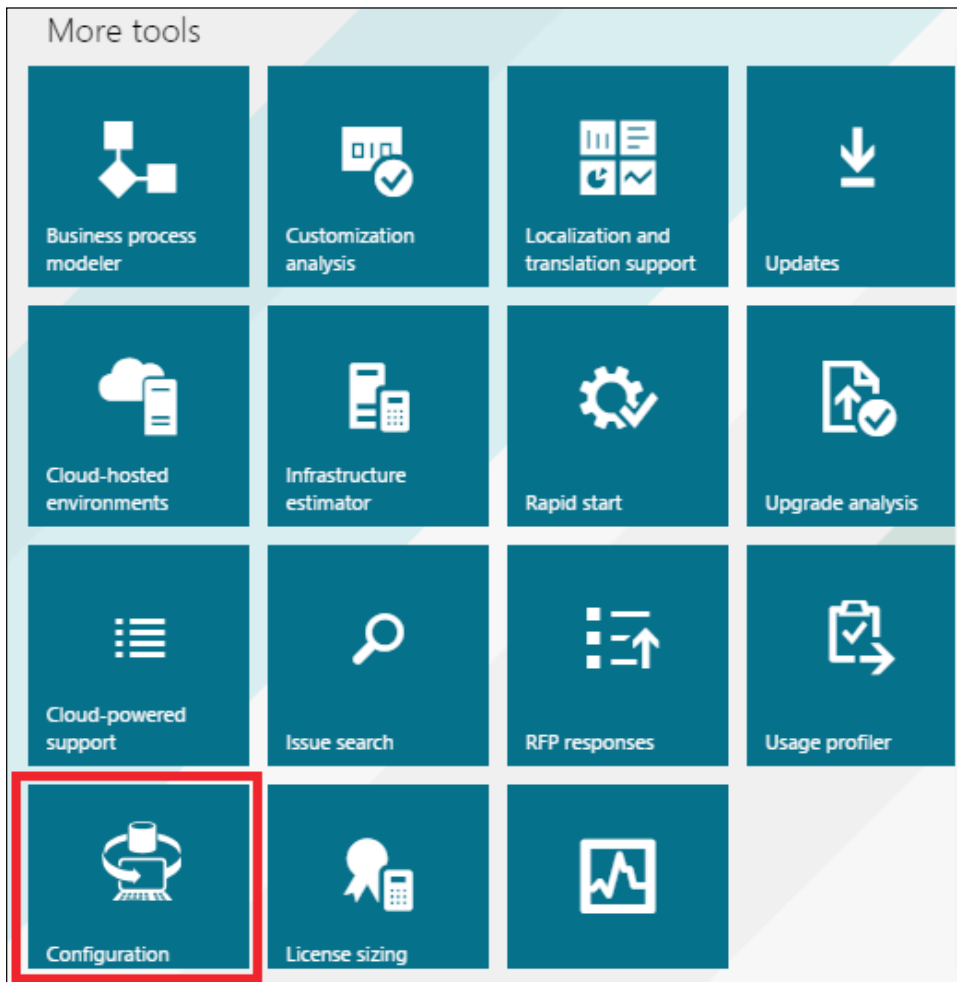 More tools
Business process
modeler
Customization
analysis
Localization and
translation support
Updates
Cloud-hosted
environments
Infrastructure
estimator
Rapid start
Upgrade analysis
Cloud-powered
support
Issue search
RFP responses
Usage profiler
Configuration
License sizing